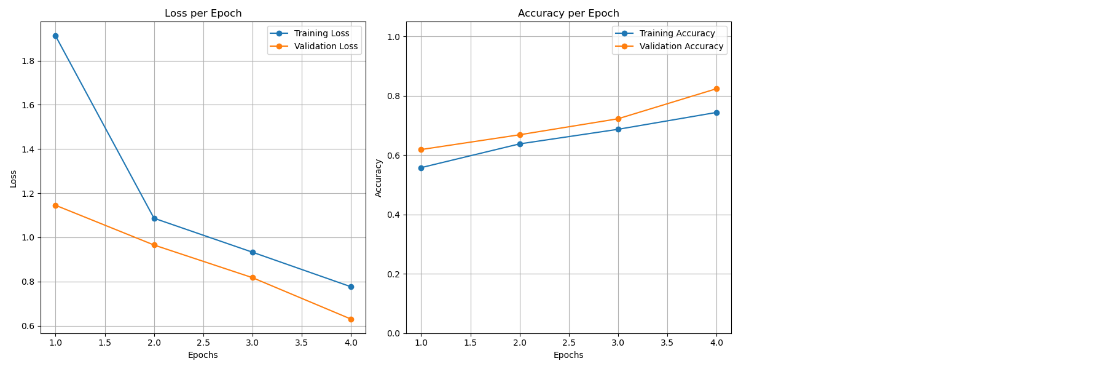 Loss per Epoch
Training Loss
Validation Loss
Loss
1.8
1.6
1.4
1.2
1.0
0.8
0.6
1.0 1.5 2.0 2.5 3.0 3.5 4.0
Epochs
Accuracy per Epoch
Training Accuracy
Validation Accuracy
Accuracy
1.0
0.8
0.6
0.4
0.2
0.0
1.0 1.5 2.0 2.5 3.0 3.5 4.0
Epochs